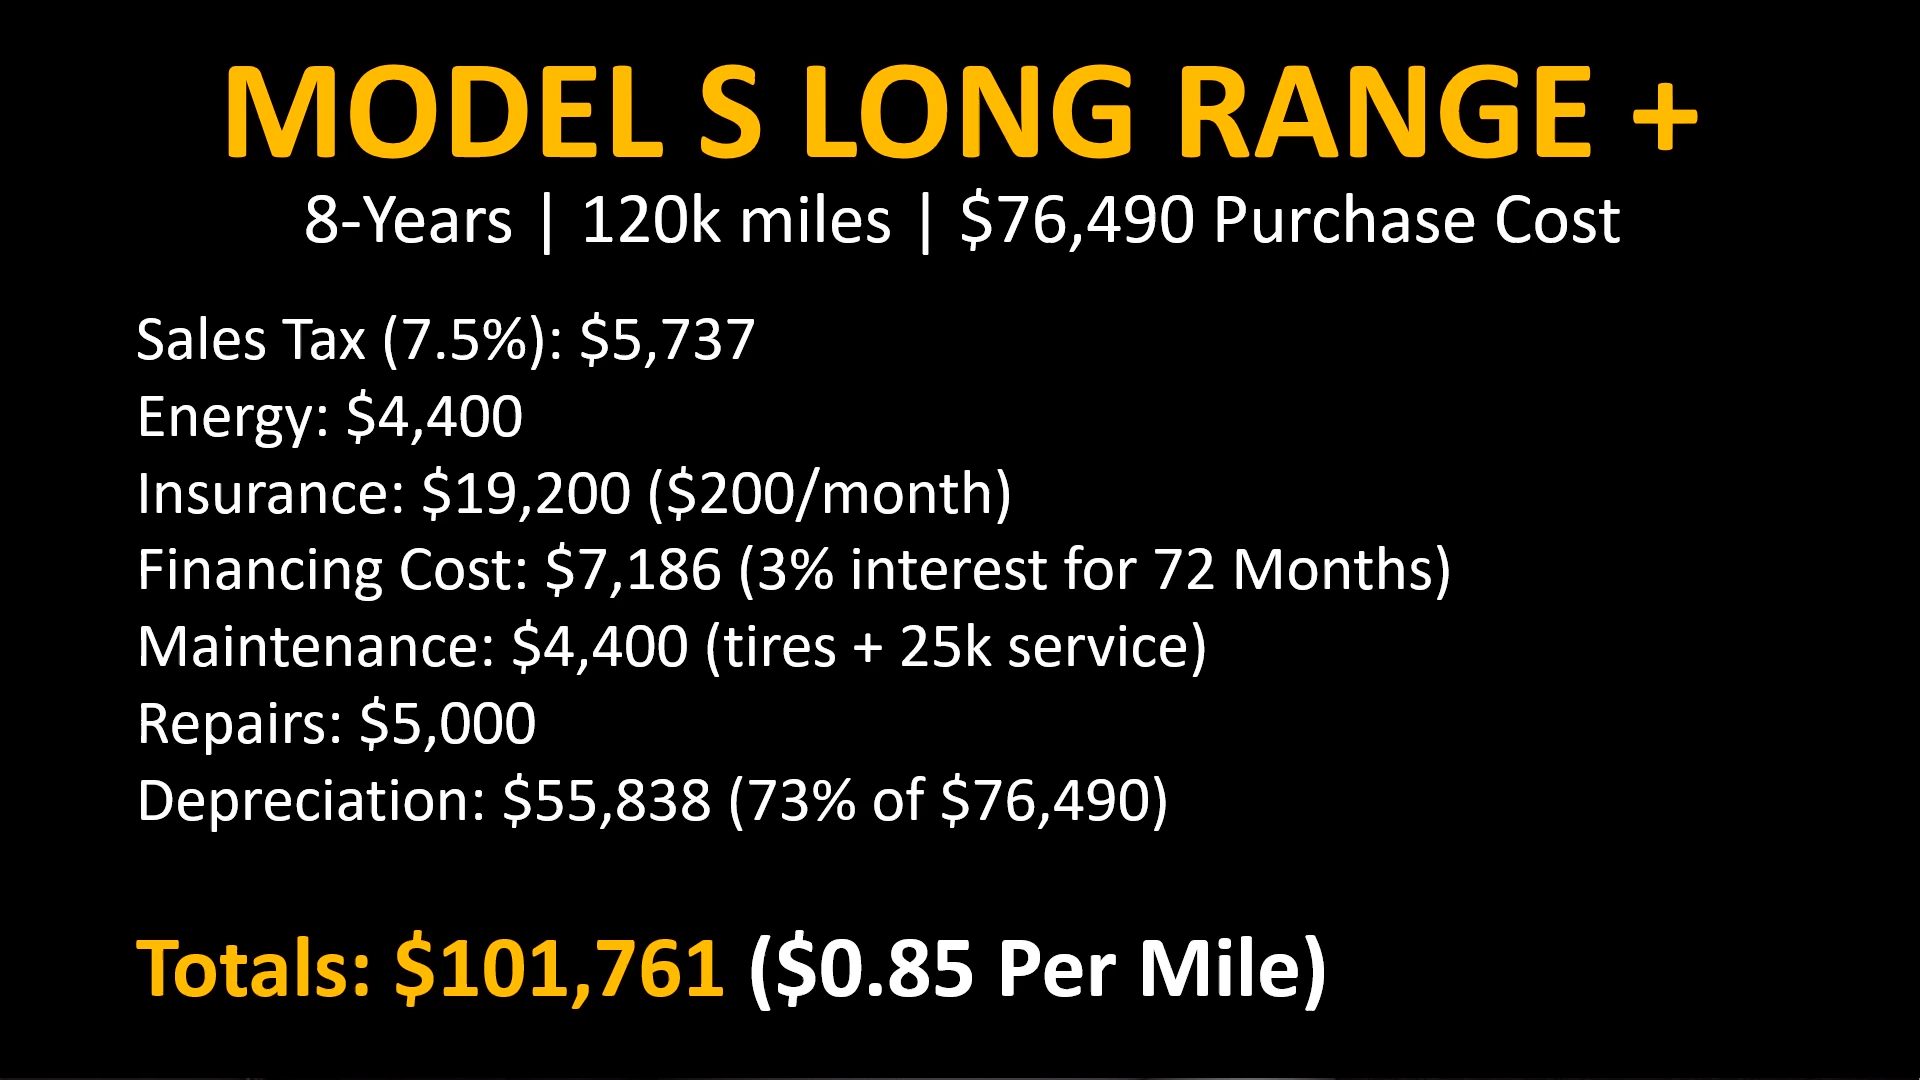 MODEL S LONG RANGE +
8-Years | 120k miles | $76,490 Purchase Cost
Sales Tax (7.5%): $5,737
Energy: $4,400
Insurance: $19,200 ($200/month)
Financing Cost: $7,186 (3% interest for 72 Months)
Maintenance: $4,400 (tires + 25k service)
Repairs: $5,000
Depreciation: $55,838 (73% of $76,490)
Totals: $101,761 ($0.85 Per Mile)